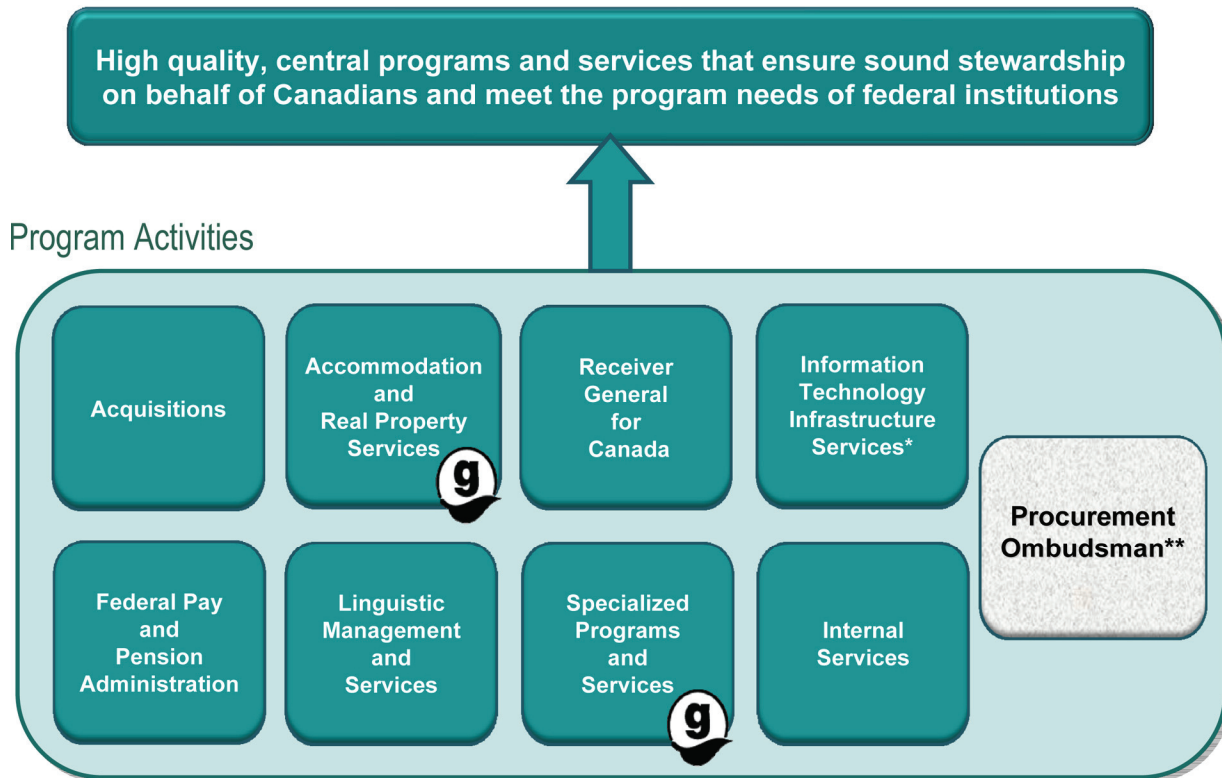 High quality, central programs and services that ensure sound stewardship
on behalf of Canadians and meet the program needs of federal institutions
Program Activities
Acquisitions
Accommodation
and
Real Property
Services
g
Receiver
General
for
Canada
Information
Technology
Infrastructure
Services*
Procurement
Ombudsman**
Federal Pay
and
Pension
Administration
Linguistic
Management
and
Services
Specialized
Programs
and
Services
g
Internal
Services